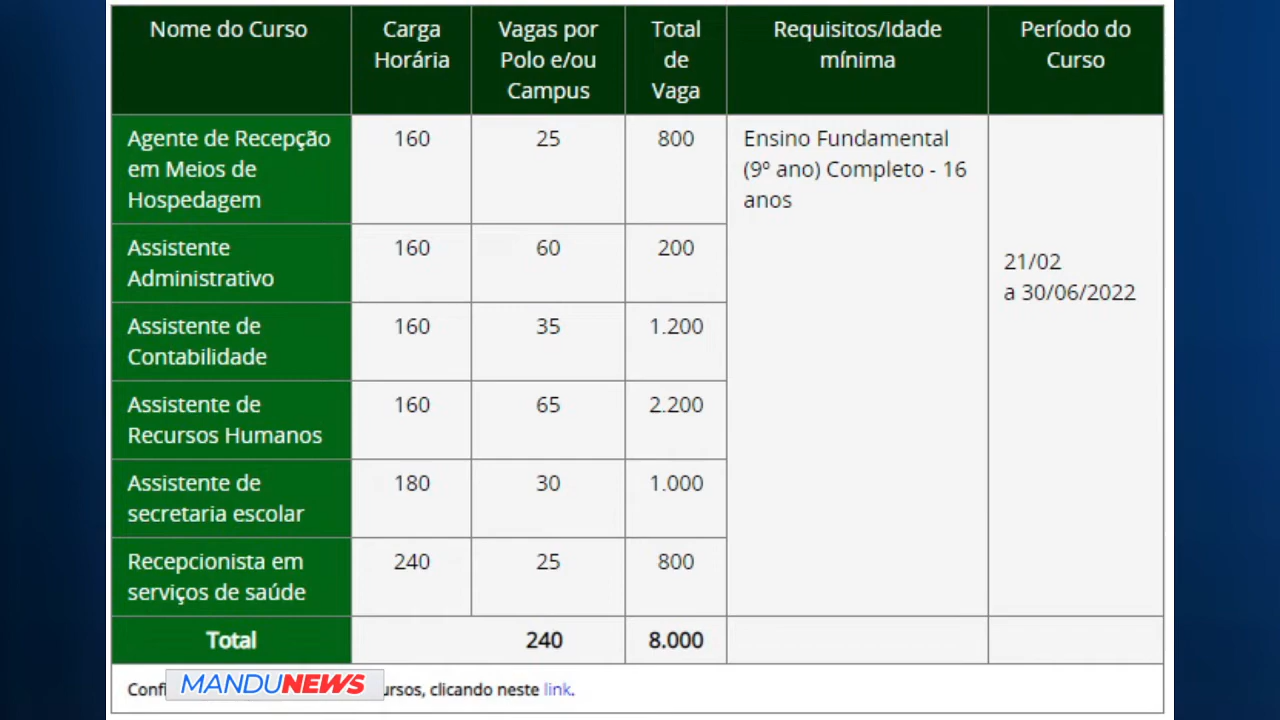 Nome do Curso
Carga
Horária
Vagas por
Polo e/ou
Campus
Total
de
Vaga
Requisitos/Idade
mínima
Período do
Curso
Agente de Recepção
em Meios de
Hospedagem
160
25
800
Ensino Fundamental
(9º ano) Completo - 16
anos
21/02
a 30/06/2022
Assistente
Administrativo
160
60
200
Assistente de
Contabilidade
160
35
1.200
Assistente de
Recursos Humanos
160
65
2.200
Assistente de
secretaria escolar
180
30
1.000
Recepcionista em
serviços de saúde
240
25
800
Total
240
8.000
clicando neste link.
MANDUNEWS